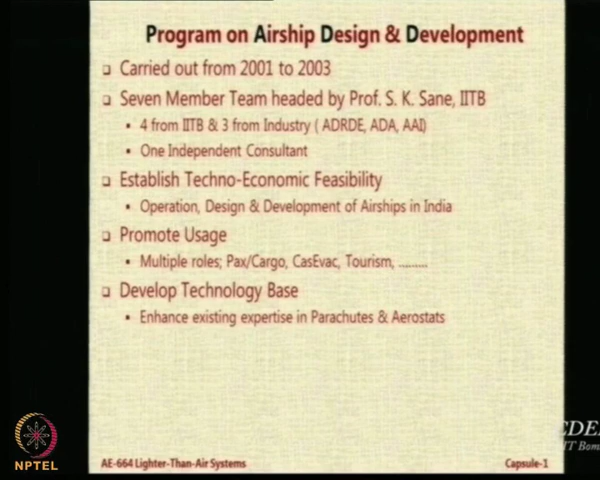 Program on Airship Design & Development
Carried out from 2001 to 2003
Seven Member Team headed by Prof. S. K. Sane, IITB
4 from IITB & 3 from Industry ( ADRDE, ADA, AAI)
One Independent Consultant
Establish Techno-Economic Feasibility
Operation, Design & Development of Airships in India
Promote Usage
Multiple roles; Pax/Cargo, CasEvac, Tourism, ........
Develop Technology Base
Enhance existing expertise in Parachutes & Aerostats
NPTEL
AE-664 Lighter-Than-Air Systems
Capsule-1